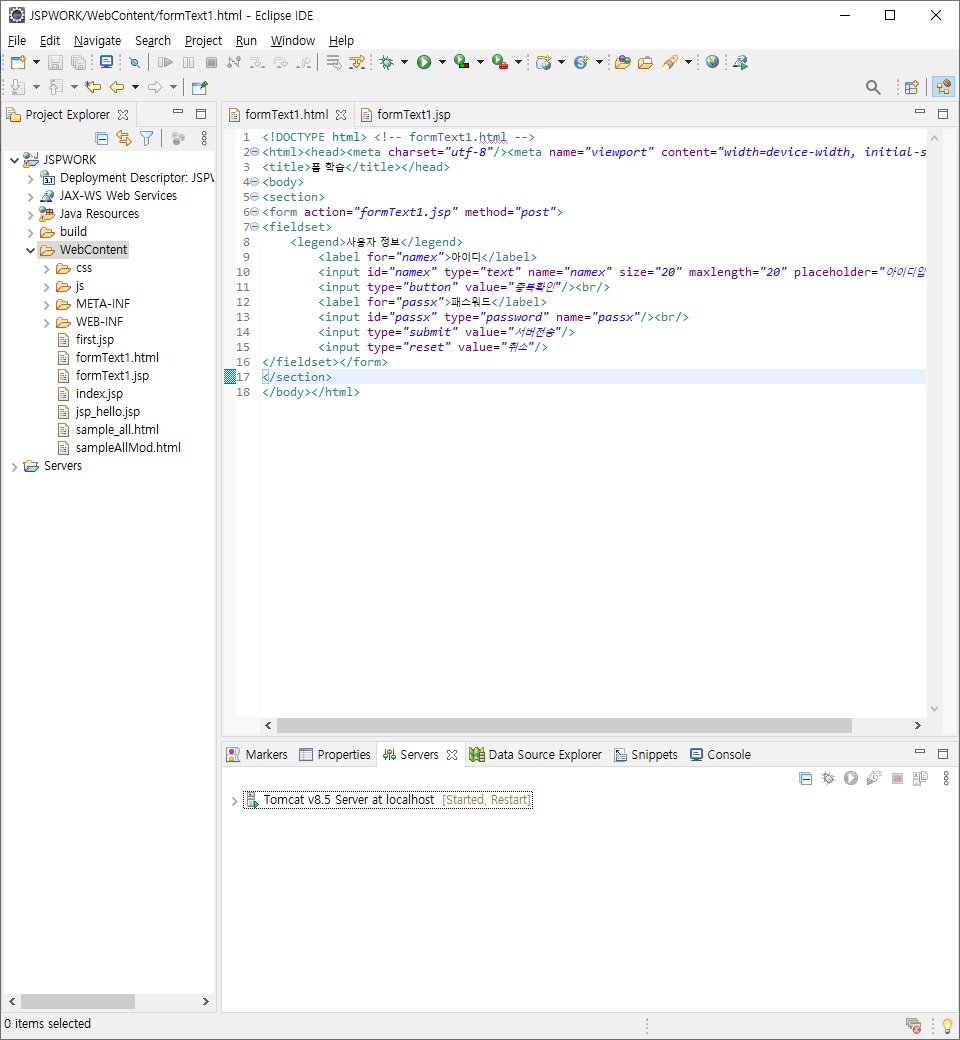 JSPWORK/WebContent/formText1.html - Eclipse IDE
File Edit Navigate Search Project Run Window Help
Project Explorer
JSPWORK
Deployment Descriptor: JSPW
JAX-WS Web Services
Java Resources
build
WebContent
css
js
META-INF
WEB-INF
first.jsp
formText1.html
formText1.jsp
index.jsp
jsp_hello.jsp
sample_all.html
sampleAllMod.html
Servers
formText1.html formText1.jsp
1 <!DOCTYPE html> <!-- formText1.html -->
2 <html><head><meta charset="utf-8"/><meta name="viewport" content="width=device-width, initial-s
3 <title>폼 학습</title></head>
4 <body>
5 <section>
6 <form action="formText1.jsp" method="post">
7 <fieldset>
8 <legend>사용자 정보</legend>
9 <label for="namex">아이디</label>
10 <input id="namex" type="text" name="namex" size="20" maxlength="20" placeholder="아이디입
11 <input type="button" value="중복확인"/><br/>
12 <label for="passx">패스워드</label>
13 <input id="passx" type="password" name="passx"/><br/>
14 <input type="submit" value="서버전송"/>
15 <input type="reset" value="취소"/>
16 </fieldset></form>
17 </section>
18 </body></html>
Markers Properties Servers Data Source Explorer Snippets Console
Tomcat v8.5 Server at localhost [Started, Restart]
0 items selected